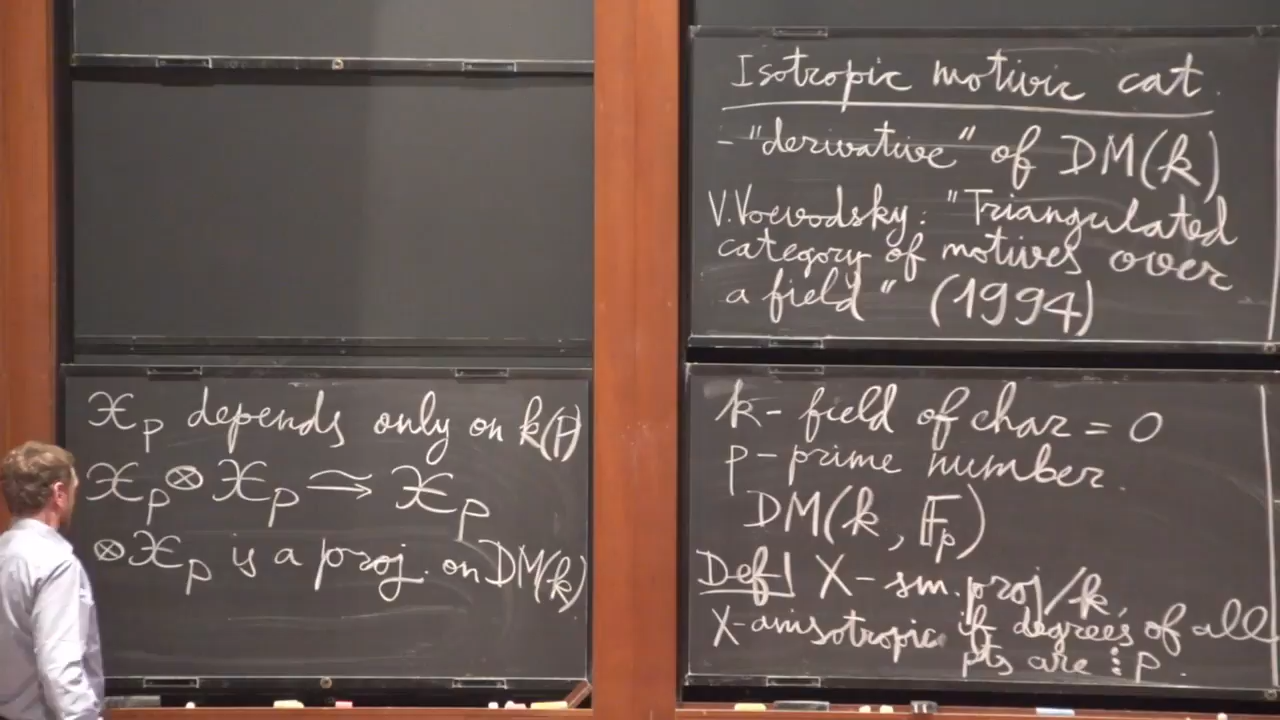 Isotropic motivic cat.
- "derivative" of DM(k)
V.Voevodsky: "Triangulated
category of motives over
a field" (1994)
k - field of char = 0
p - prime number.
DM(k, 𝔽p)
Def| X - sm. proj/k,
X-anisotropic if degrees of all
pts are ⋮ p.
𝒳_P depends only on k(P)
𝒳_P ⊗ 𝒳_P ⥲ 𝒳_P
⊗𝒳_P is a proj. on DM(k)